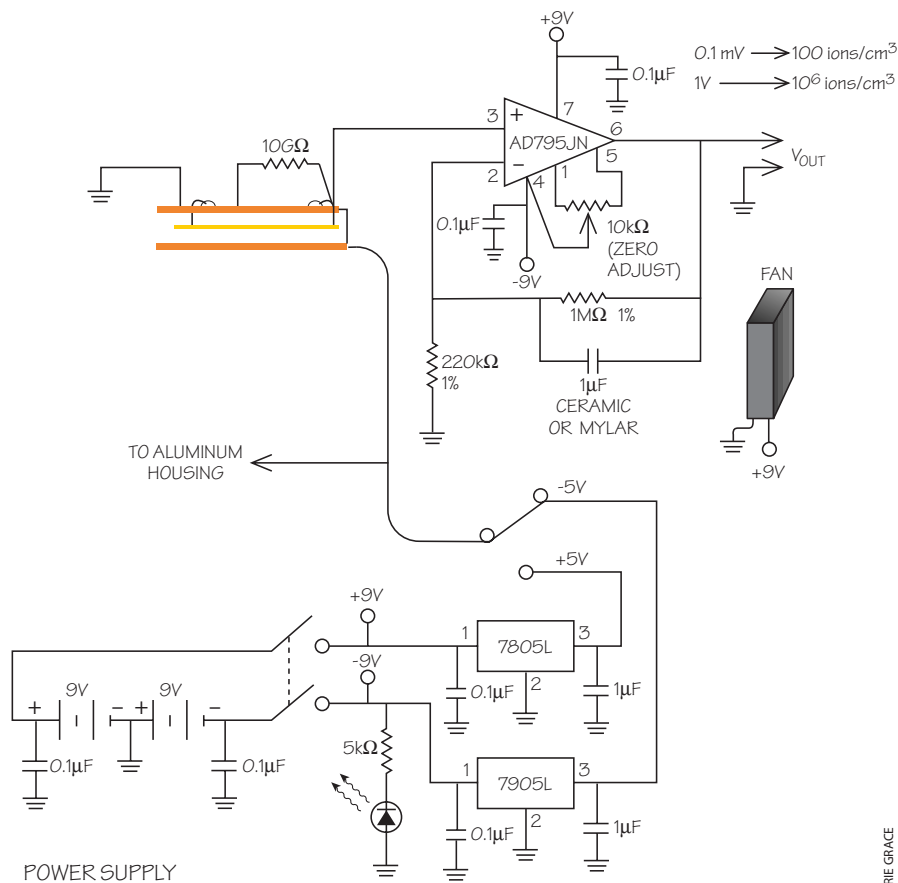 +9V
0.1 mV → 100 ions/cm³
0.1µF
1V → 10⁶ ions/cm³
7
3
+
6
10GΩ
AD795JN
5
VOUT
2
−
4
1
0.1µF
10kΩ
(ZERO
ADJUST)
-9V
FAN
1MΩ 1%
220kΩ
1%
1µF
CERAMIC
OR MYLAR
+9V
TO ALUMINUM
HOUSING
-5V
+5V
+9V
1
7805L
3
-9V
2
0.1µF
1µF
9V
9V
+
−
+
−
0.1µF
0.1µF
5kΩ
1
7905L
3
2
0.1µF
1µF
POWER SUPPLY
RIE GRACE